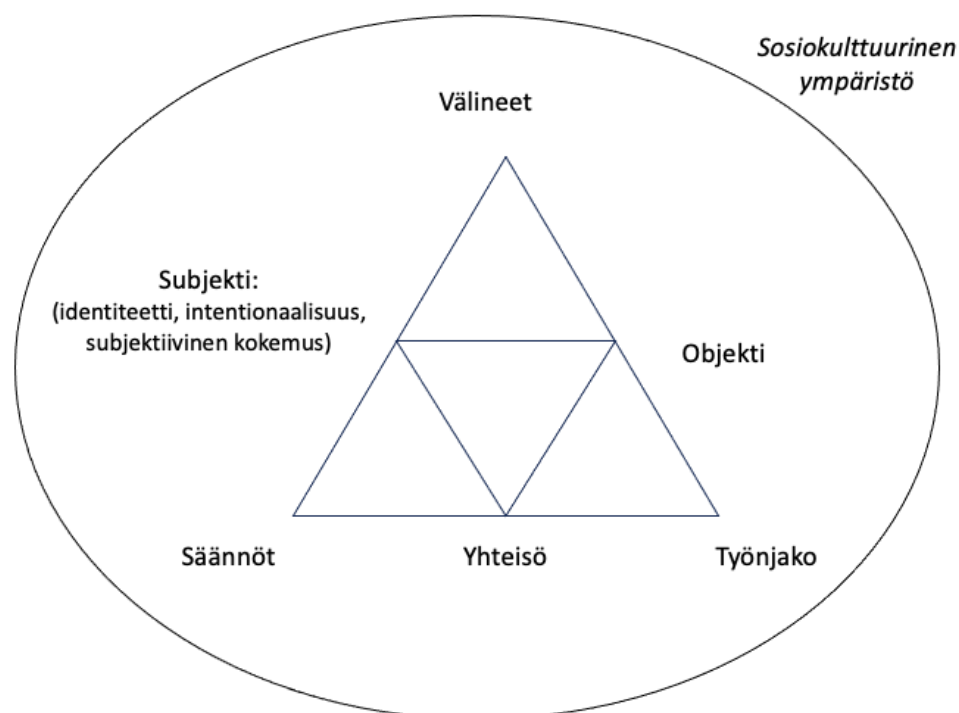 Sosiokulttuurinen
ympäristö
Välineet
Subjekti:
(identiteetti, intentionaalisuus,
subjektiivinen kokemus)
Objekti
Säännöt
Yhteisö
Työnjako